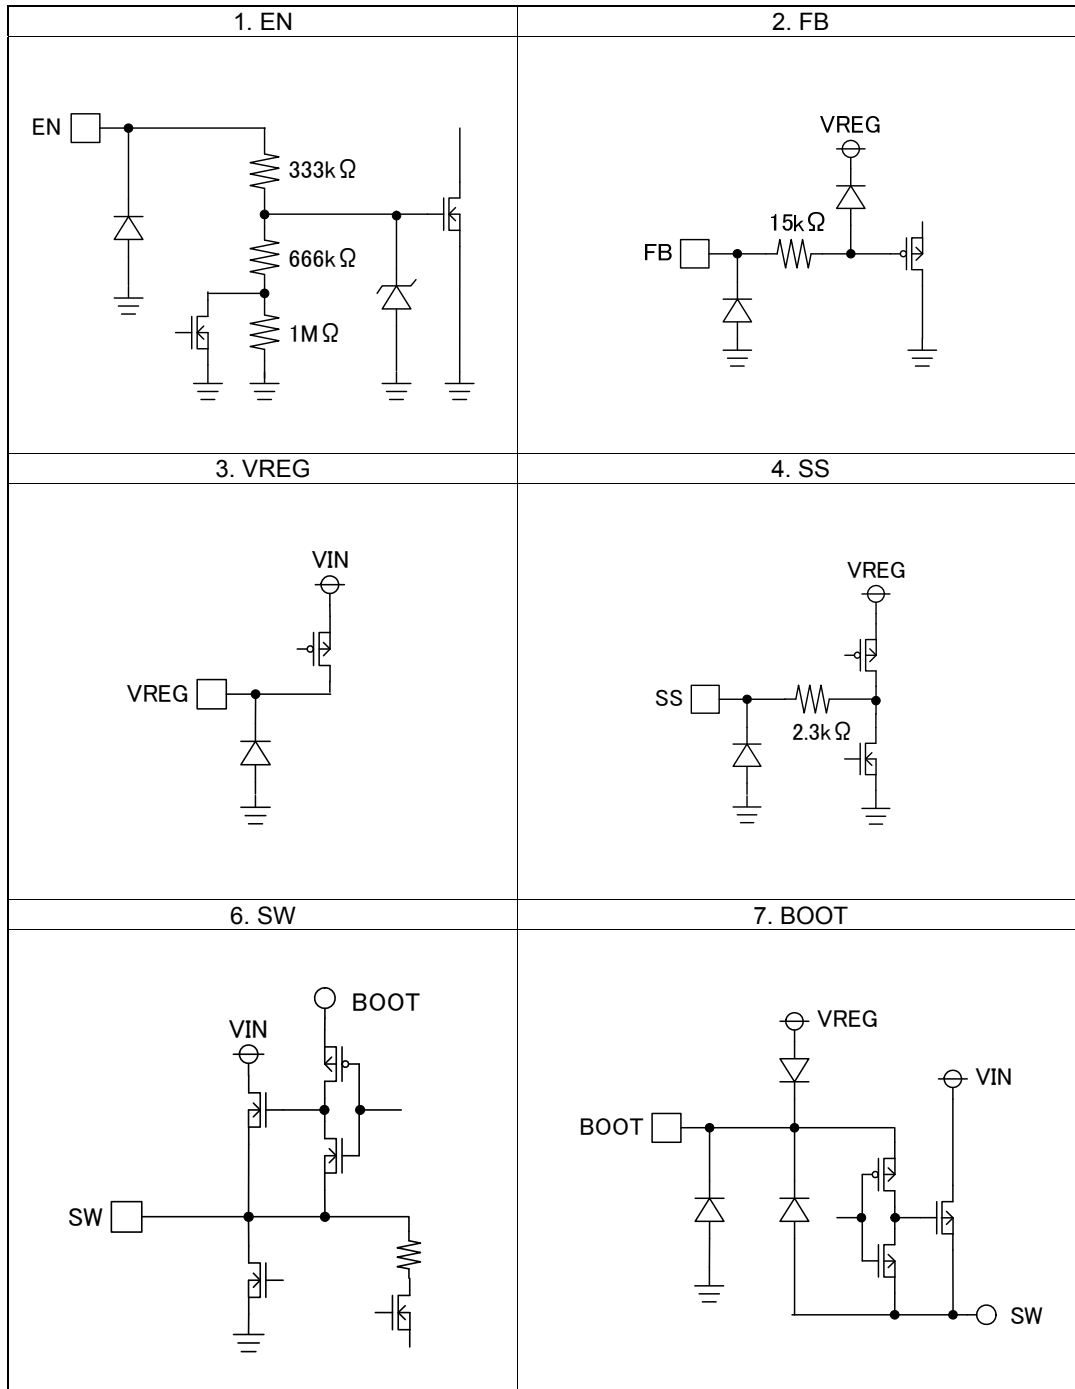 1. EN
2. FB
EN
333kΩ
666kΩ
1MΩ
VREG
15kΩ
FB
3. VREG
4. SS
VIN
VREG
VREG
SS
2.3kΩ
6. SW
7. BOOT
BOOT
VIN
SW
VREG
VIN
BOOT
SW